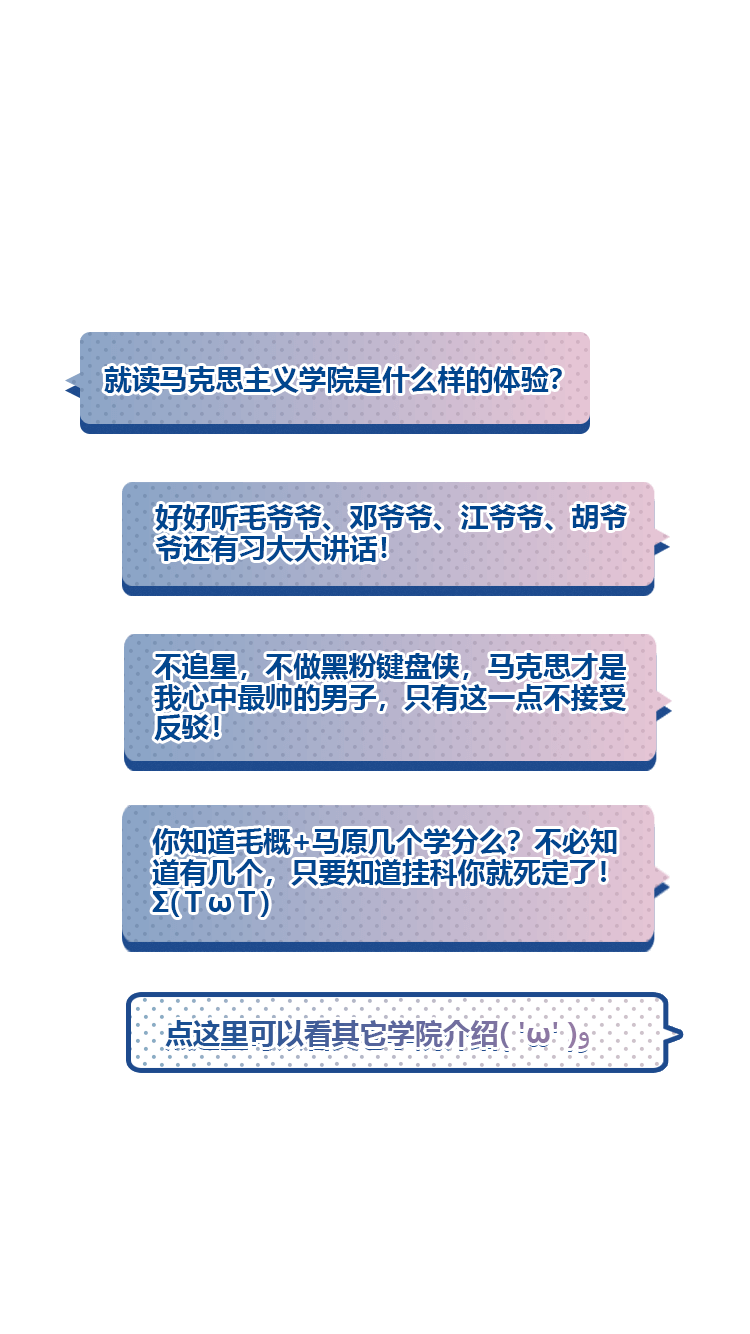 就读马克思主义学院是什么样的体验？
好好听毛爷爷、邓爷爷、江爷爷、胡爷
爷还有习大大讲话！
不追星，不做黑粉键盘侠，马克思才是
我心中最帅的男子，只有这一点不接受
反驳！
你知道毛概+马原几个学分么？不必知
道有几个，只要知道挂科你就死定了！
Σ(ＴωＴ)
点这里可以看其它学院介绍( 'ω' )و